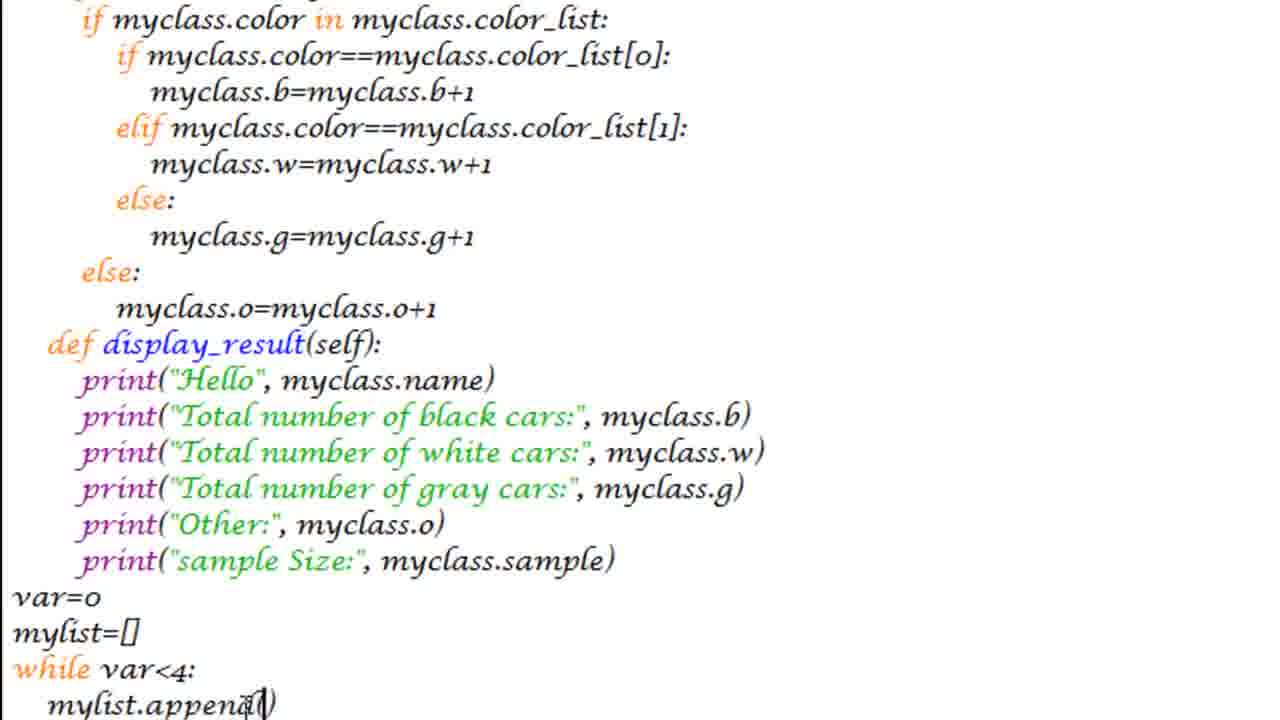 if myclass.color in myclass.color_list:
if myclass.color==myclass.color_list[0]:
myclass.b=myclass.b+1
elif myclass.color==myclass.color_list[1]:
myclass.w=myclass.w+1
else:
myclass.g=myclass.g+1
else:
myclass.o=myclass.o+1
def display_result(self):
print("Hello", myclass.name)
print("Total number of black cars:", myclass.b)
print("Total number of white cars:", myclass.w)
print("Total number of gray cars:", myclass.g)
print("Other:", myclass.o)
print("sample Size:", myclass.sample)
var=0
mylist=[]
while var<4:
mylist.append()